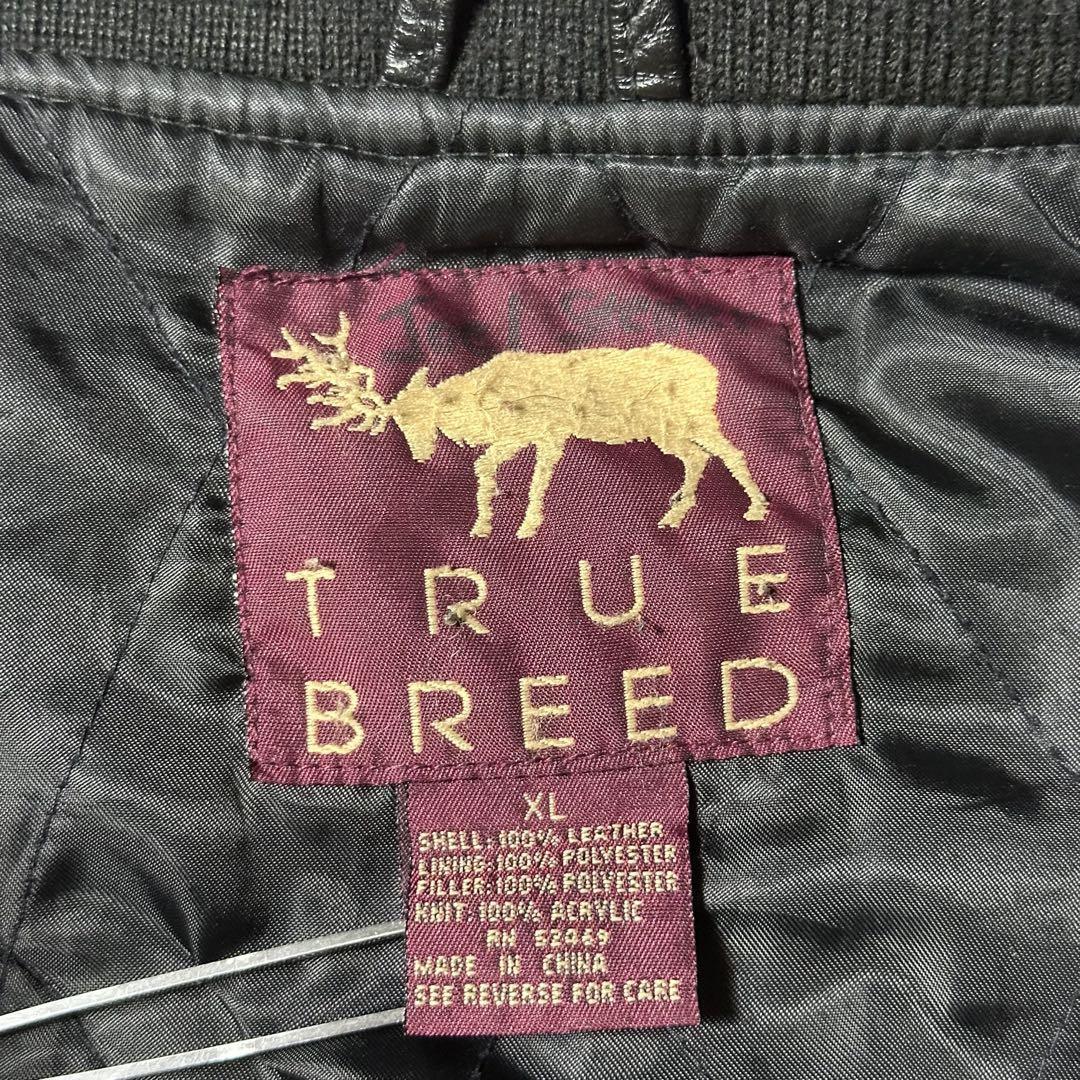 TRUE
BREED
XL
SHELL: 100% LEATHER
LINING: 100% POLYESTER
FILLER: 100% POLYESTER
KNIT: 100% ACRYLIC
RN 52069
MADE IN CHINA
SEE REVERSE FOR CARE